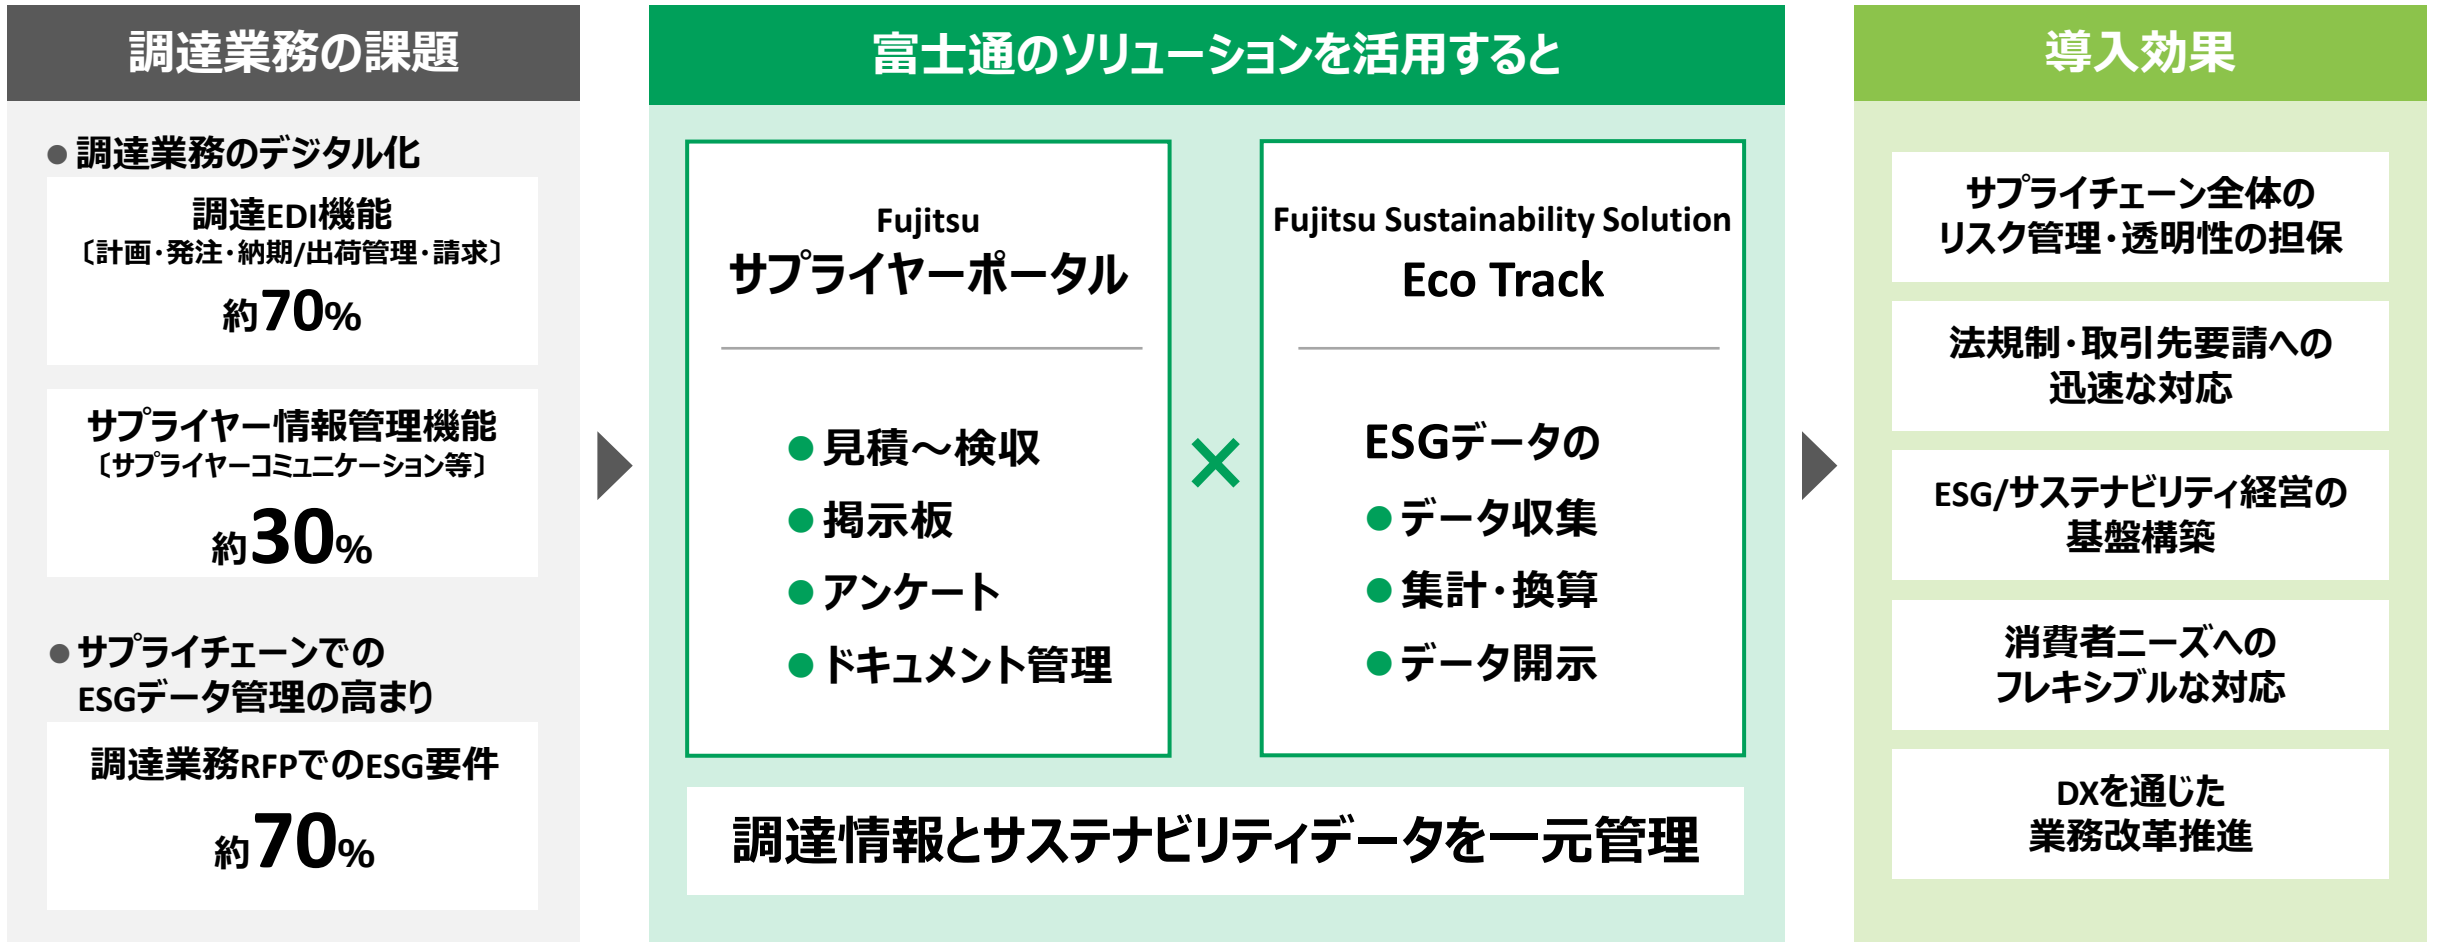 調達業務の課題
● 調達業務のデジタル化
調達EDI機能
〔計画・発注・納期/出荷管理・請求〕
約70%
サプライヤー情報管理機能
〔サプライヤーコミュニケーション等〕
約30%
● サプライチェーンでの
ESGデータ管理の高まり
調達業務RFPでのESG要件
約70%
富士通のソリューションを活用すると
Fujitsu
サプライヤーポータル
● 見積～検収
● 掲示板
● アンケート
● ドキュメント管理
×
Fujitsu Sustainability Solution
Eco Track
ESGデータの
● データ収集
● 集計・換算
● データ開示
調達情報とサステナビリティデータを一元管理
導入効果
サプライチェーン全体の
リスク管理・透明性の担保
法規制・取引先要請への
迅速な対応
ESG/サステナビリティ経営の
基盤構築
消費者ニーズへの
フレキシブルな対応
DXを通じた
業務改革推進